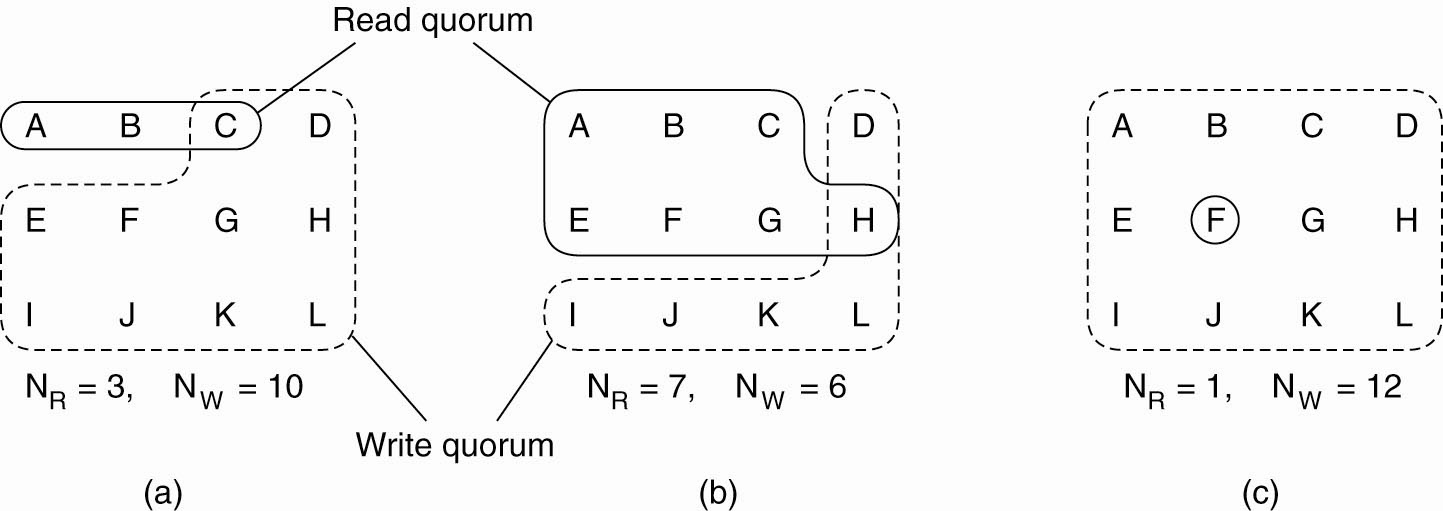 Read quorum
A B C D A B C D A B C D
E F G H E F G H E F G H
I J K L I J K L I J K L
N_R = 3, N_W = 10 N_R = 7, N_W = 6 N_R = 1, N_W = 12
Write quorum
(a) (b) (c)